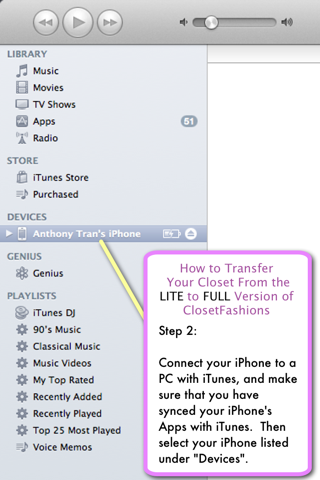 LIBRARY
Music
Movies
TV Shows
Apps 51
Radio
STORE
iTunes Store
Purchased
DEVICES
Anthony Tran's iPhone
GENIUS
Genius
PLAYLISTS
iTunes DJ
90's Music
Classical Music
Music Videos
My Top Rated
Recently Added
Recently Played
Top 25 Most Played
Voice Memos
How to Transfer
Your Closet From the
LITE to FULL Version of
ClosetFashions
Step 2:
Connect your iPhone to a
PC with iTunes, and make
sure that you have
synced your iPhone's
Apps with iTunes.  Then
select your iPhone listed
under "Devices".